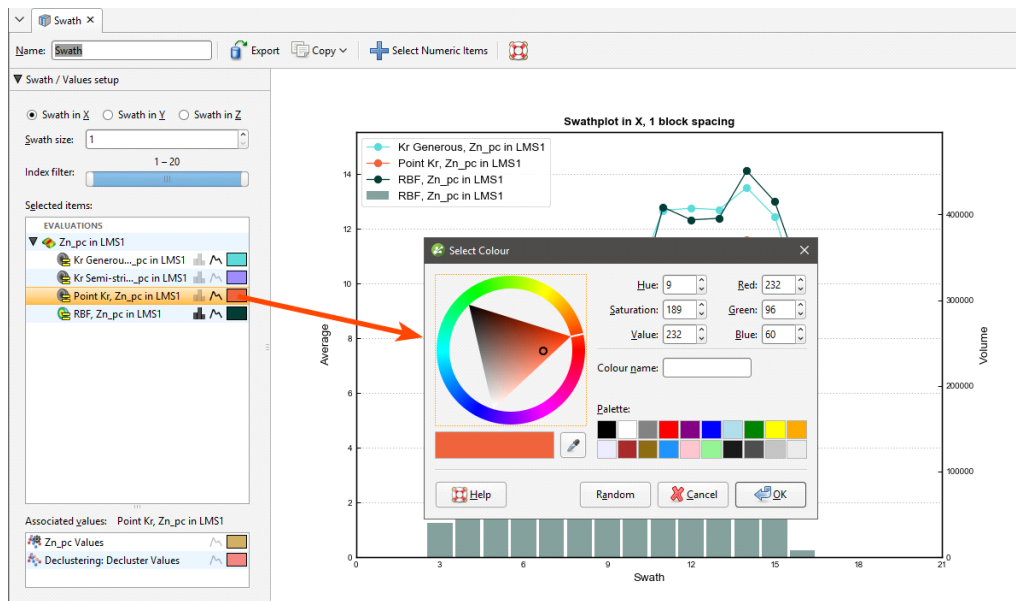 Swath
Name: Swath Export Copy Select Numeric Items
Swath / Values setup
Swath in X Swath in Y Swath in Z
Swath size: 1
1 – 20
Index filter:
Selected items:
EVALUATIONS
Zn_pc in LMS1
Kr Generou..._pc in LMS1
Kr Semi-stri..._pc in LMS1
Point Kr, Zn_pc in LMS1
RBF, Zn_pc in LMS1
Associated values: Point Kr, Zn_pc in LMS1
Zn_pc Values
Declustering: Decluster Values
Swathplot in X, 1 block spacing
Kr Generous, Zn_pc in LMS1
Point Kr, Zn_pc in LMS1
RBF, Zn_pc in LMS1
RBF, Zn_pc in LMS1
Average
14
12
10
8
6
4
2
0
Select Colour
Hue: 9 Red: 232
Saturation: 189 Green: 96
Value: 232 Blue: 60
Colour name:
Palette:
Help Random Cancel OK
400000
300000
200000
100000
0
Volume
0 3 6 9 12 15 18 21
Swath